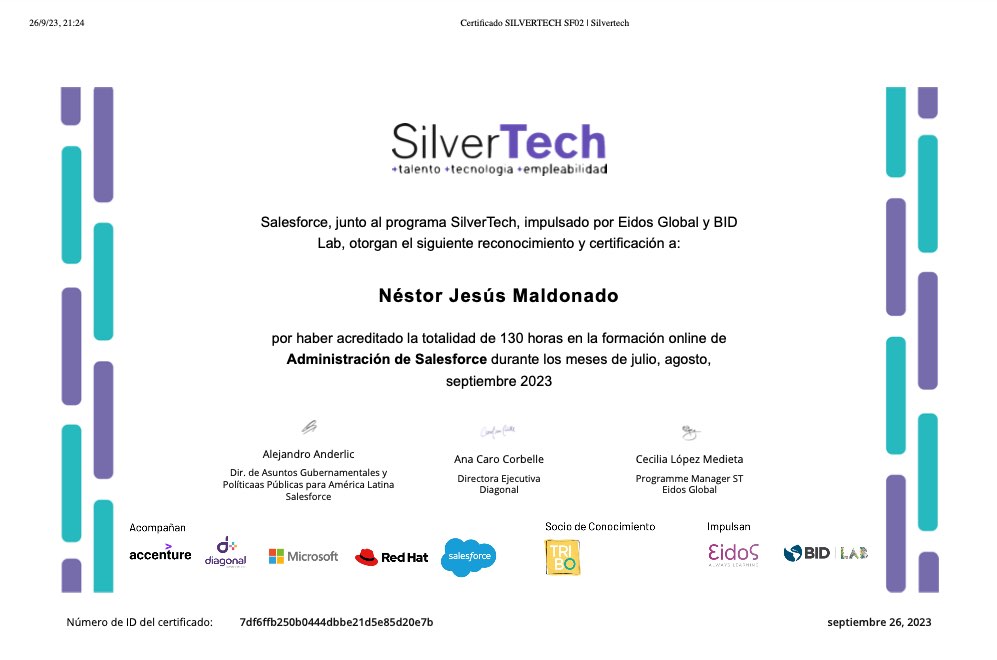 26/9/23, 21:24
Certificado SILVERTECH SF02 | Silvertech
SilverTech
+talento +tecnologia +empleabilidad
Salesforce, junto al programa SilverTech, impulsado por Eidos Global y BID
Lab, otorgan el siguiente reconocimiento y certificación a:
Néstor Jesús Maldonado
por haber acreditado la totalidad de 130 horas en la formación online de
Administración de Salesforce durante los meses de julio, agosto,
septiembre 2023
Alejandro Anderlic
Dir. de Asuntos Gubernamentales y
Políticaas Públicas para América Latina
Salesforce
Ana Caro Corbelle
Directora Ejecutiva
Diagonal
Cecilia López Medieta
Programme Manager ST
Eidos Global
Acompañan
accenture
diagonal
Microsoft
Red Hat
salesforce
Socio de Conocimiento
TRIBO
Impulsan
eidos
ALWAYS LEARNING
BID | LAB
Número de ID del certificado: 7df6ffb250b0444dbbe21d5e85d20e7b
septiembre 26, 2023